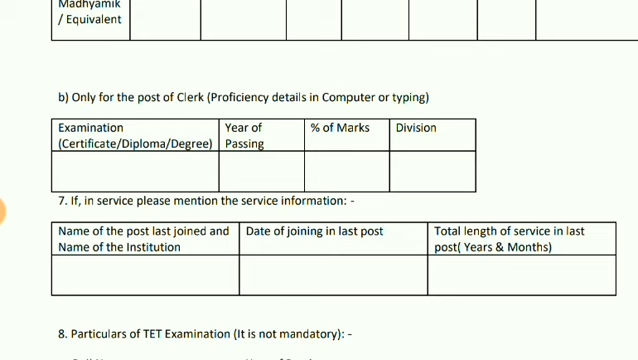 Madhyamik
/ Equivalent
b) Only for the post of Clerk (Proficiency details in Computer or typing)
Examination
(Certificate/Diploma/Degree)
Year of
Passing
% of Marks
Division
7. If, in service please mention the service information: -
Name of the post last joined and
Name of the Institution
Date of joining in last post
Total length of service in last
post( Years & Months)
8. Particulars of TET Examination (It is not mandatory): -